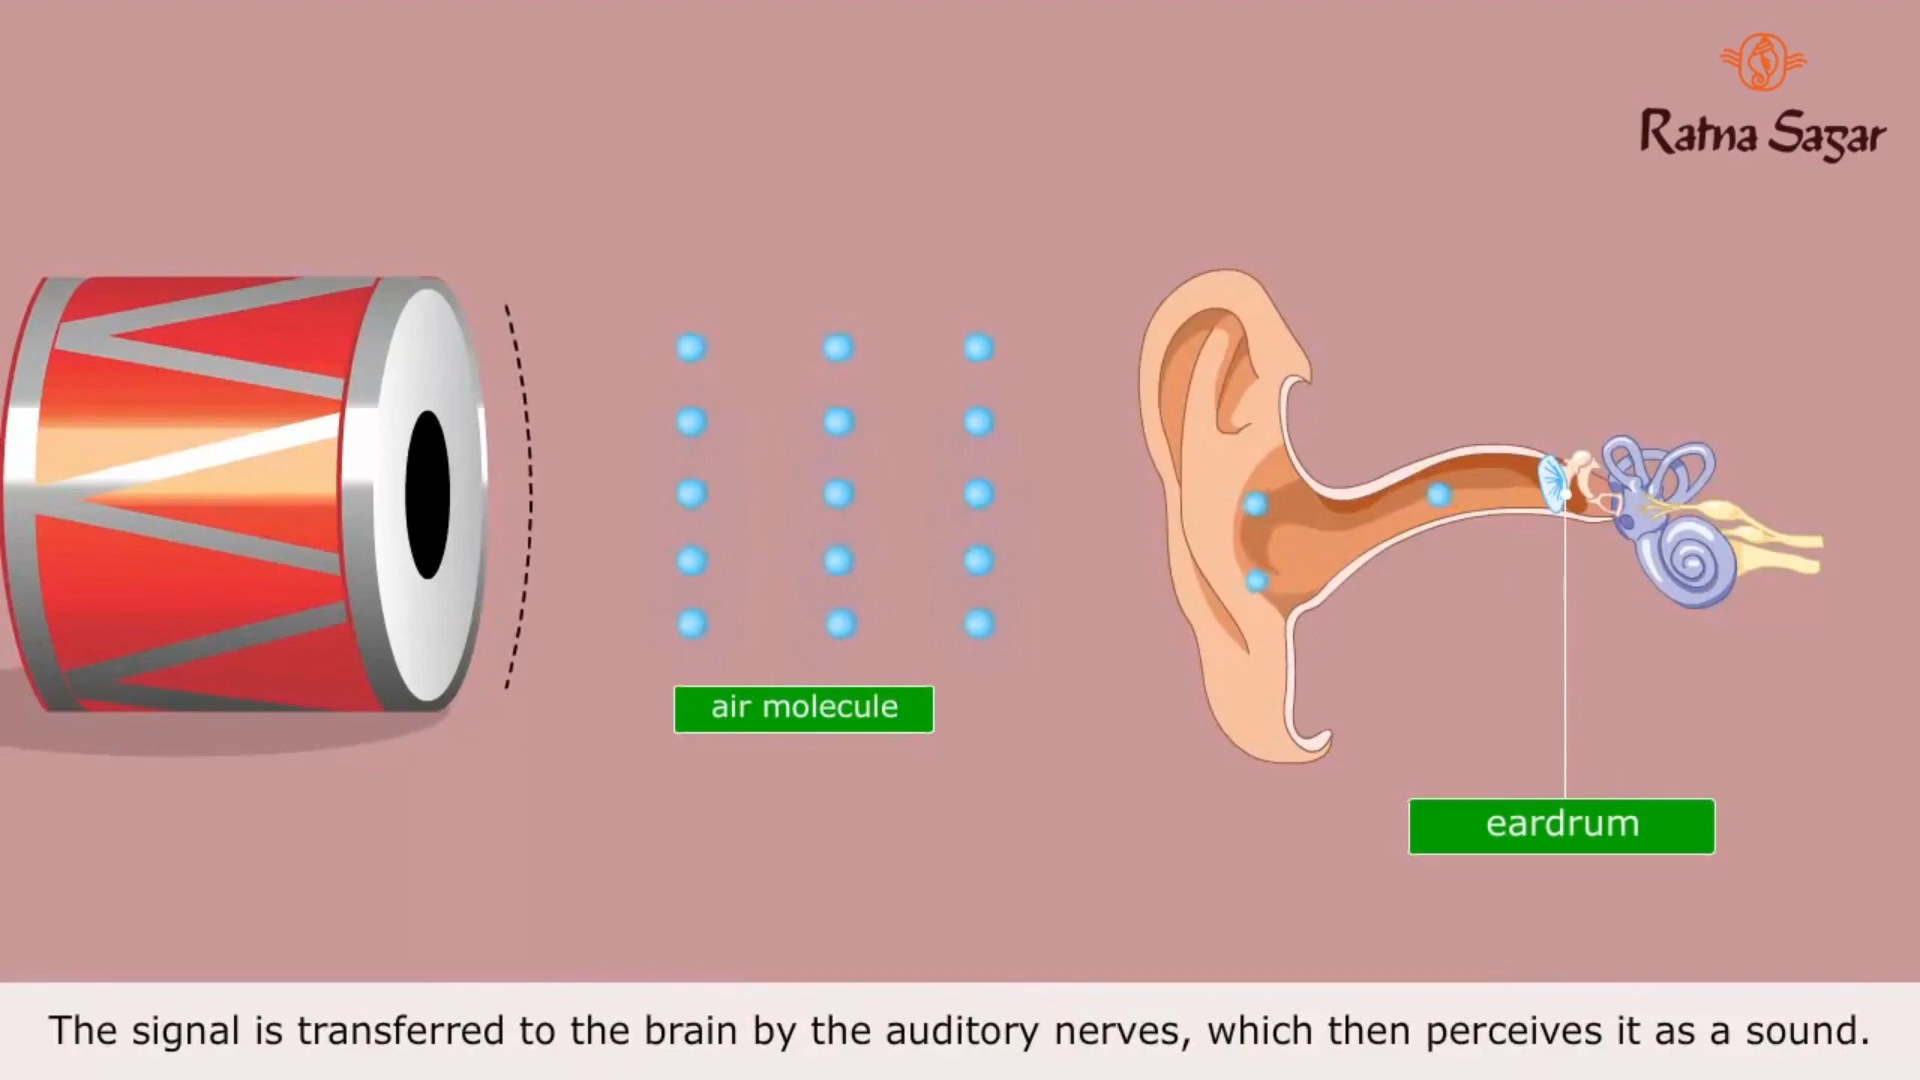 Ratna Sagar
air molecule
eardrum
The signal is transferred to the brain by the auditory nerves, which then perceives it as a sound.